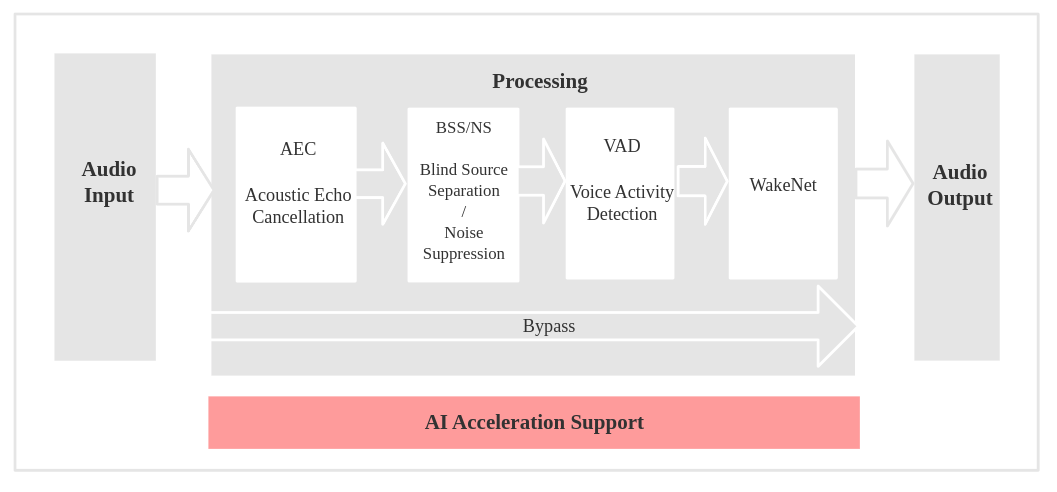 Audio
Input
Processing
AEC
Acoustic Echo
Cancellation
BSS/NS
Blind Source
Separation
/
Noise
Suppression
VAD
Voice Activity
Detection
WakeNet
Bypass
Audio
Output
AI Acceleration Support